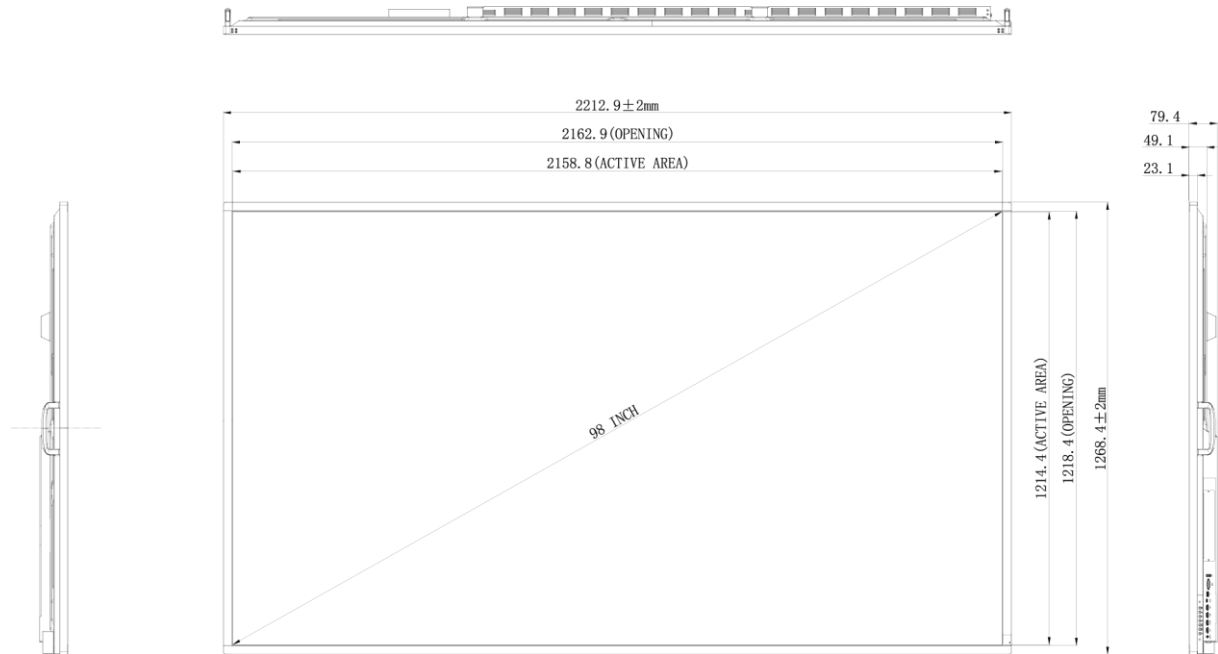 2212.9±2mm
2162.9(OPENING)
2158.8(ACTIVE AREA)
79.4
49.1
23.1
98 INCH
1214.4(ACTIVE AREA)
1218.4(OPENING)
1268.4±2mm